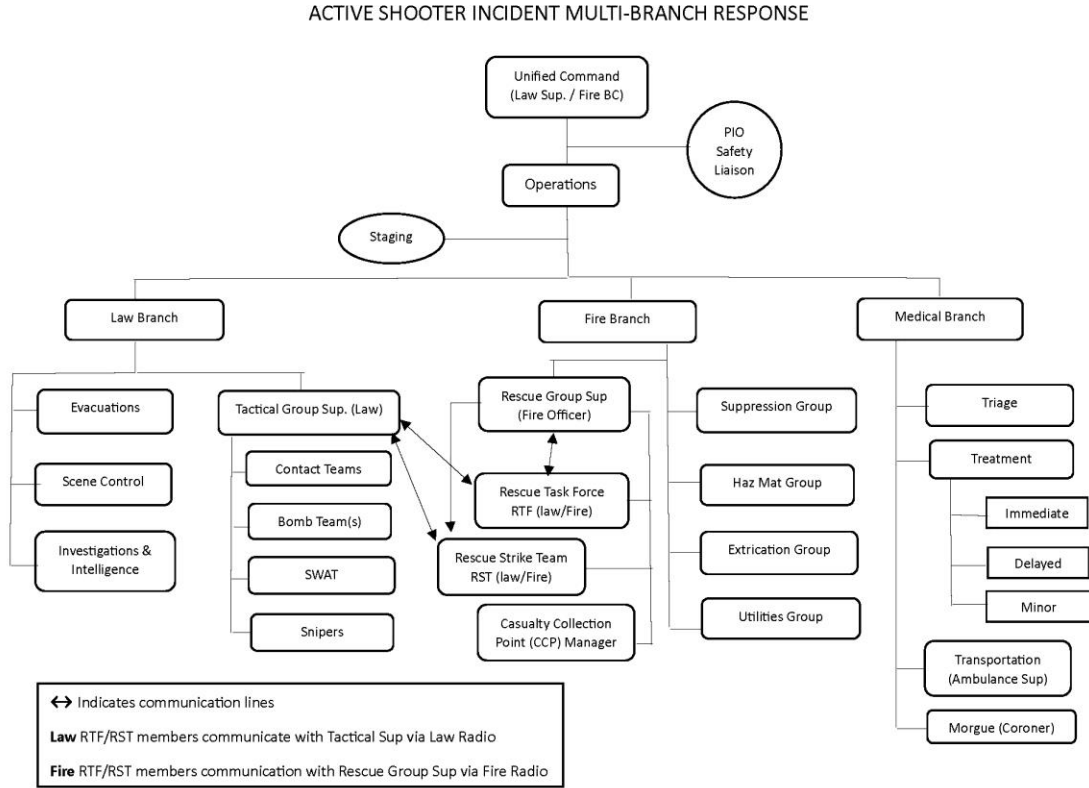 ACTIVE SHOOTER INCIDENT MULTI-BRANCH RESPONSE
Unified Command
(Law Sup. / Fire BC)
PIO
Safety
Liaison
Operations
Staging
Law Branch
Fire Branch
Medical Branch
Evacuations
Scene Control
Investigations &
Intelligence
Tactical Group Sup. (Law)
Contact Teams
Bomb Team(s)
SWAT
Snipers
Rescue Group Sup
(Fire Officer)
Rescue Task Force
RTF (law/Fire)
Rescue Strike Team
RST (law/Fire)
Casualty Collection
Point (CCP) Manager
Suppression Group
Haz Mat Group
Extrication Group
Utilities Group
Triage
Treatment
Immediate
Delayed
Minor
Transportation
(Ambulance Sup)
Morgue (Coroner)
↔ Indicates communication lines
Law RTF/RST members communicate with Tactical Sup via Law Radio
Fire RTF/RST members communication with Rescue Group Sup via Fire Radio